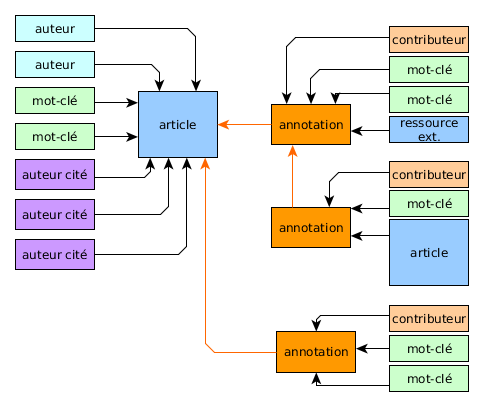 auteur
auteur
mot-clé
mot-clé
auteur cité
auteur cité
auteur cité
article
annotation
contributeur
mot-clé
mot-clé
ressource
ext.
annotation
contributeur
mot-clé
article
annotation
contributeur
mot-clé
mot-clé